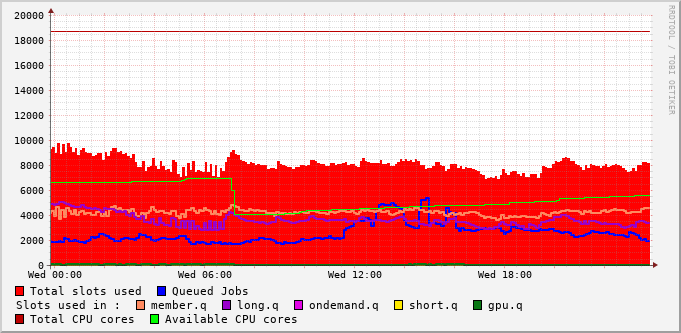 20000
18000
16000
14000
12000
10000
8000
6000
4000
2000
0
Wed 00:00 Wed 06:00 Wed 12:00 Wed 18:00
Total slots used Queued Jobs
Slots used in : member.q long.q ondemand.q short.q gpu.q
Total CPU cores Available CPU cores
RRDTOOL / TOBI OETIKER